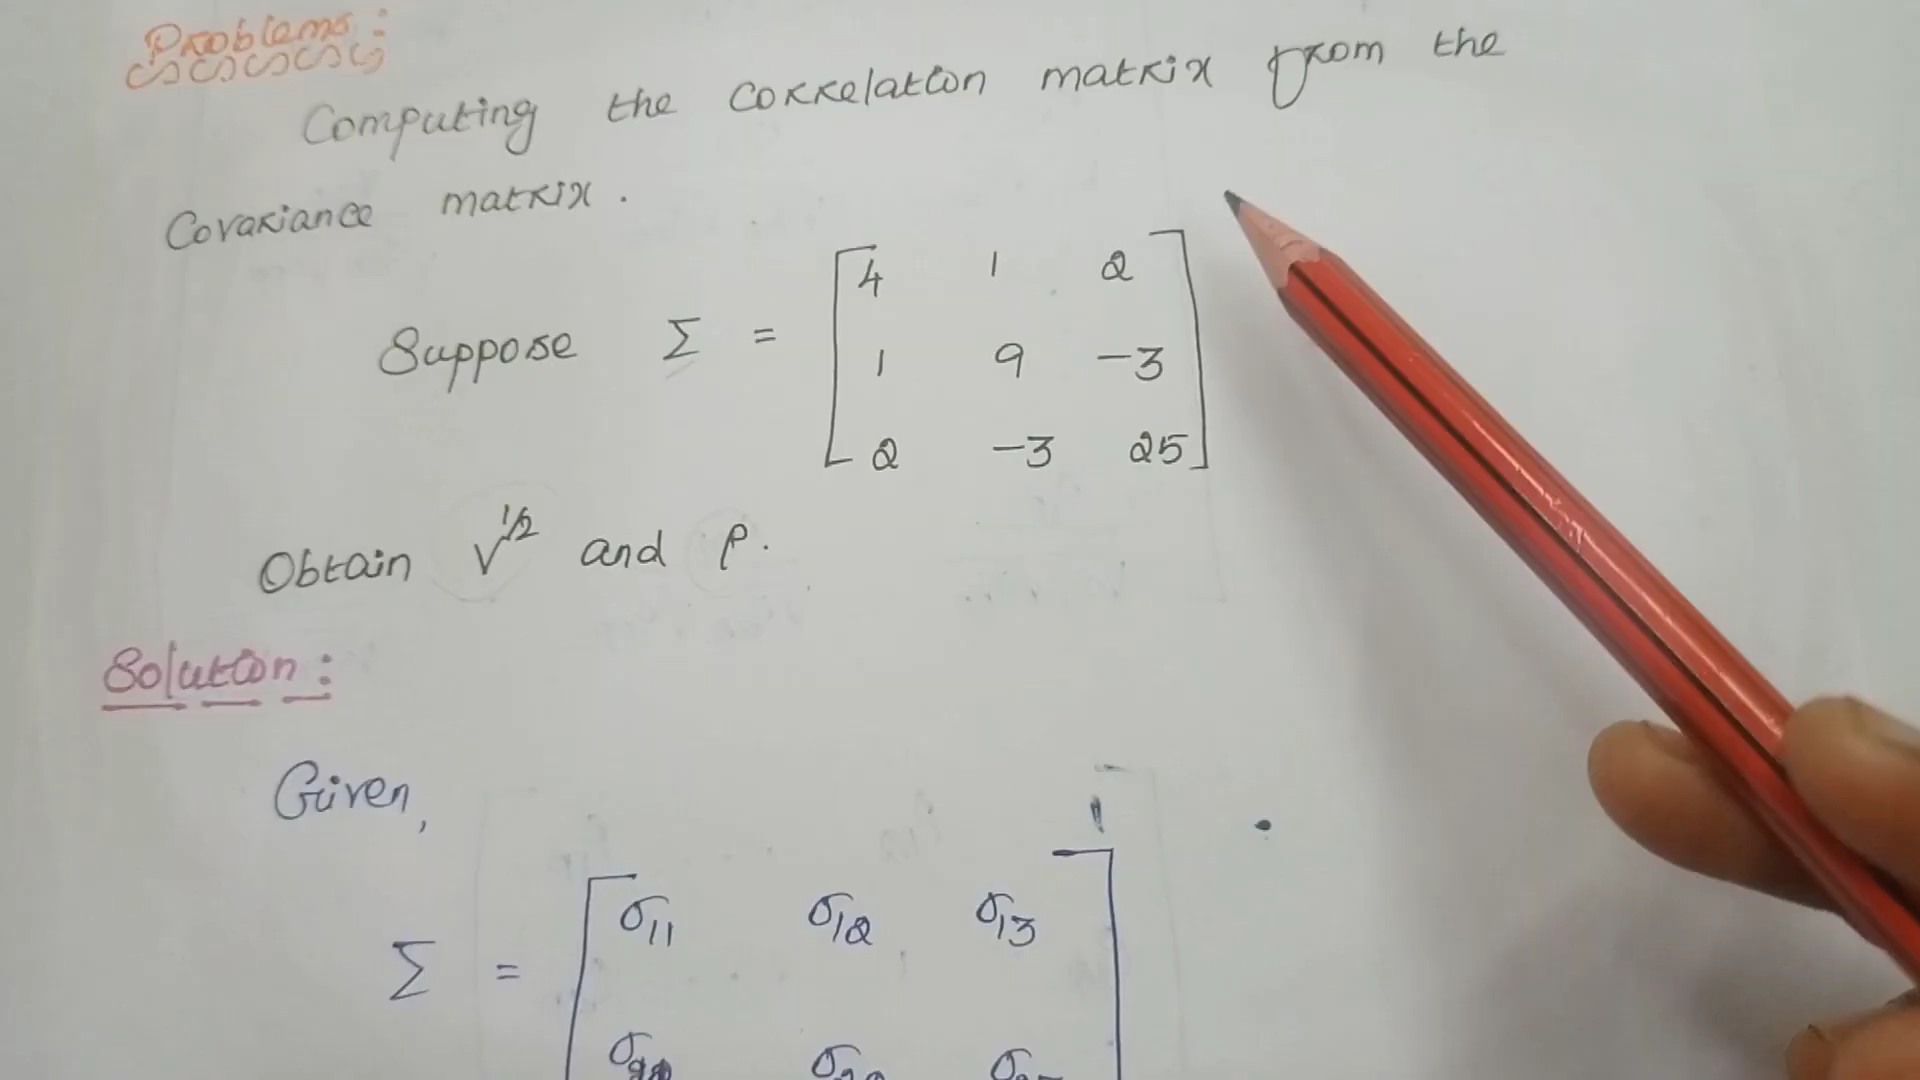 Problems:
Computing the correlation matrix from the
Covariance matrix.
4 1 2
Suppose Σ = 1 9 -3
2 -3 25
Obtain V^1/2 and ρ.
Solution:
Given,
σ11 σ12 σ13
Σ =